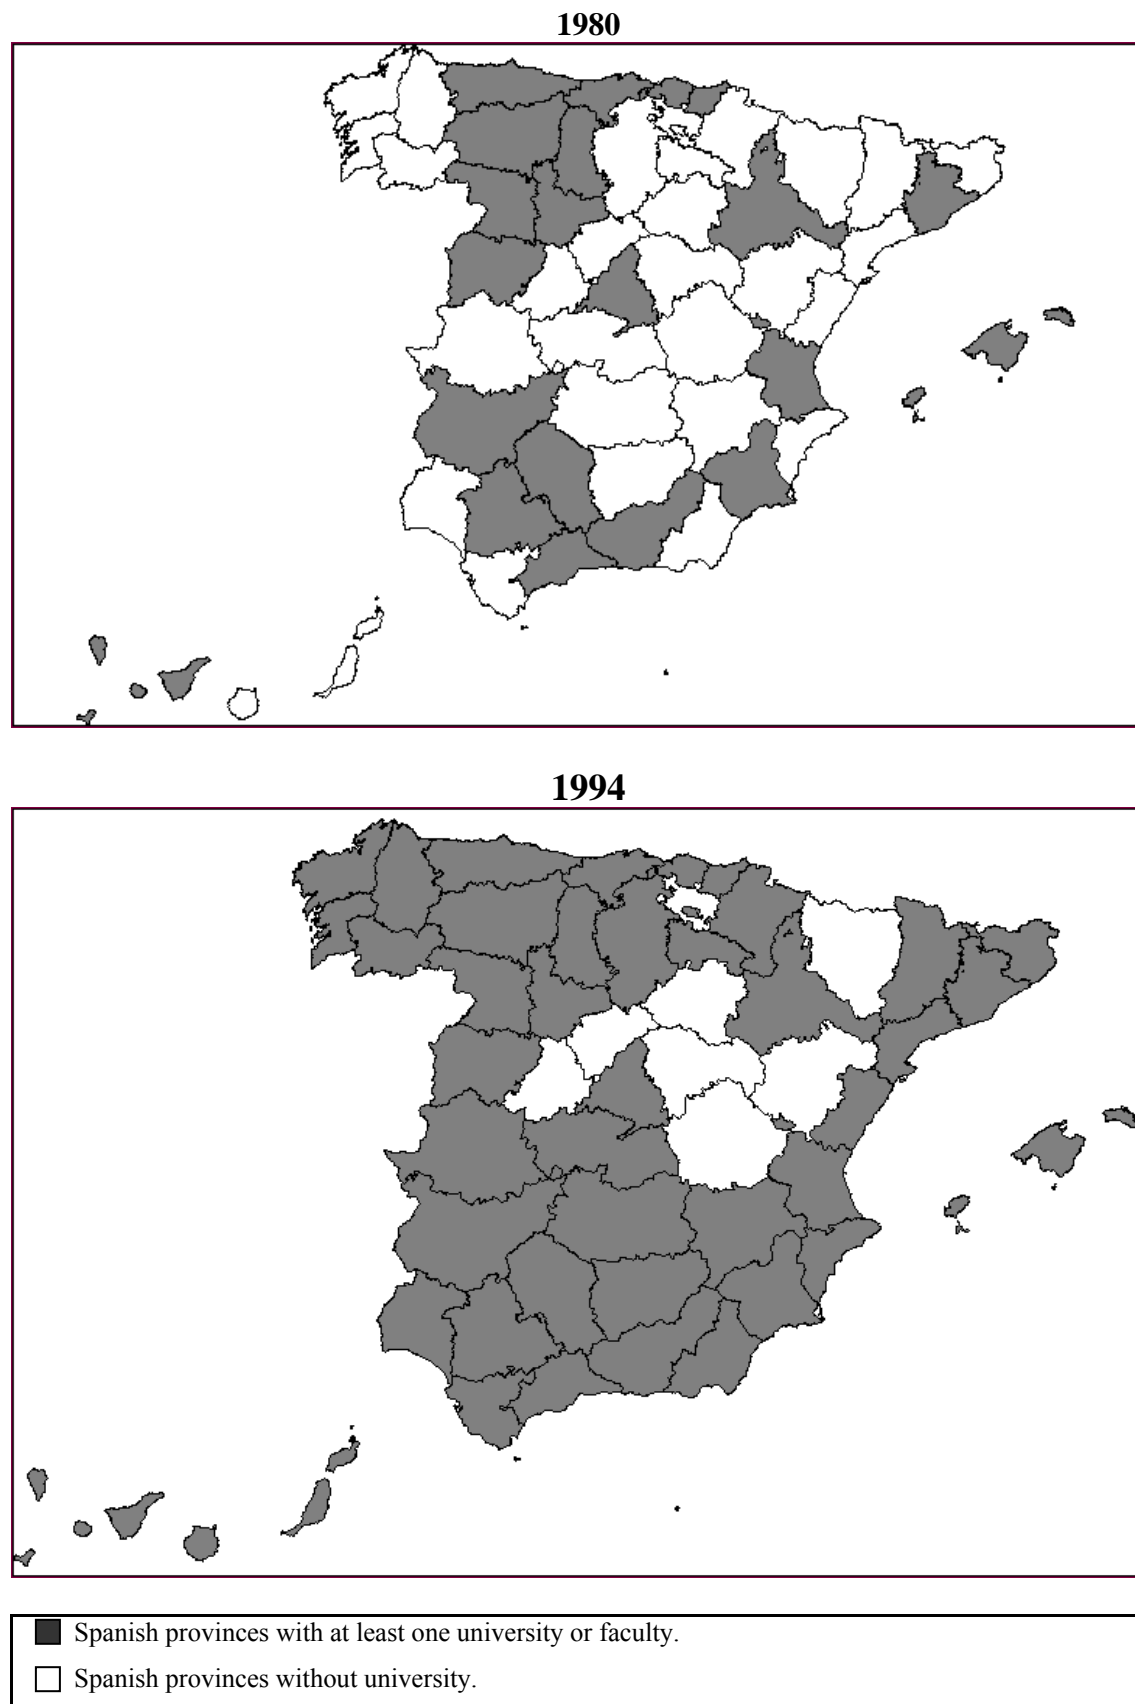 1980
1994
Spanish provinces with at least one university or faculty.
Spanish provinces without university.